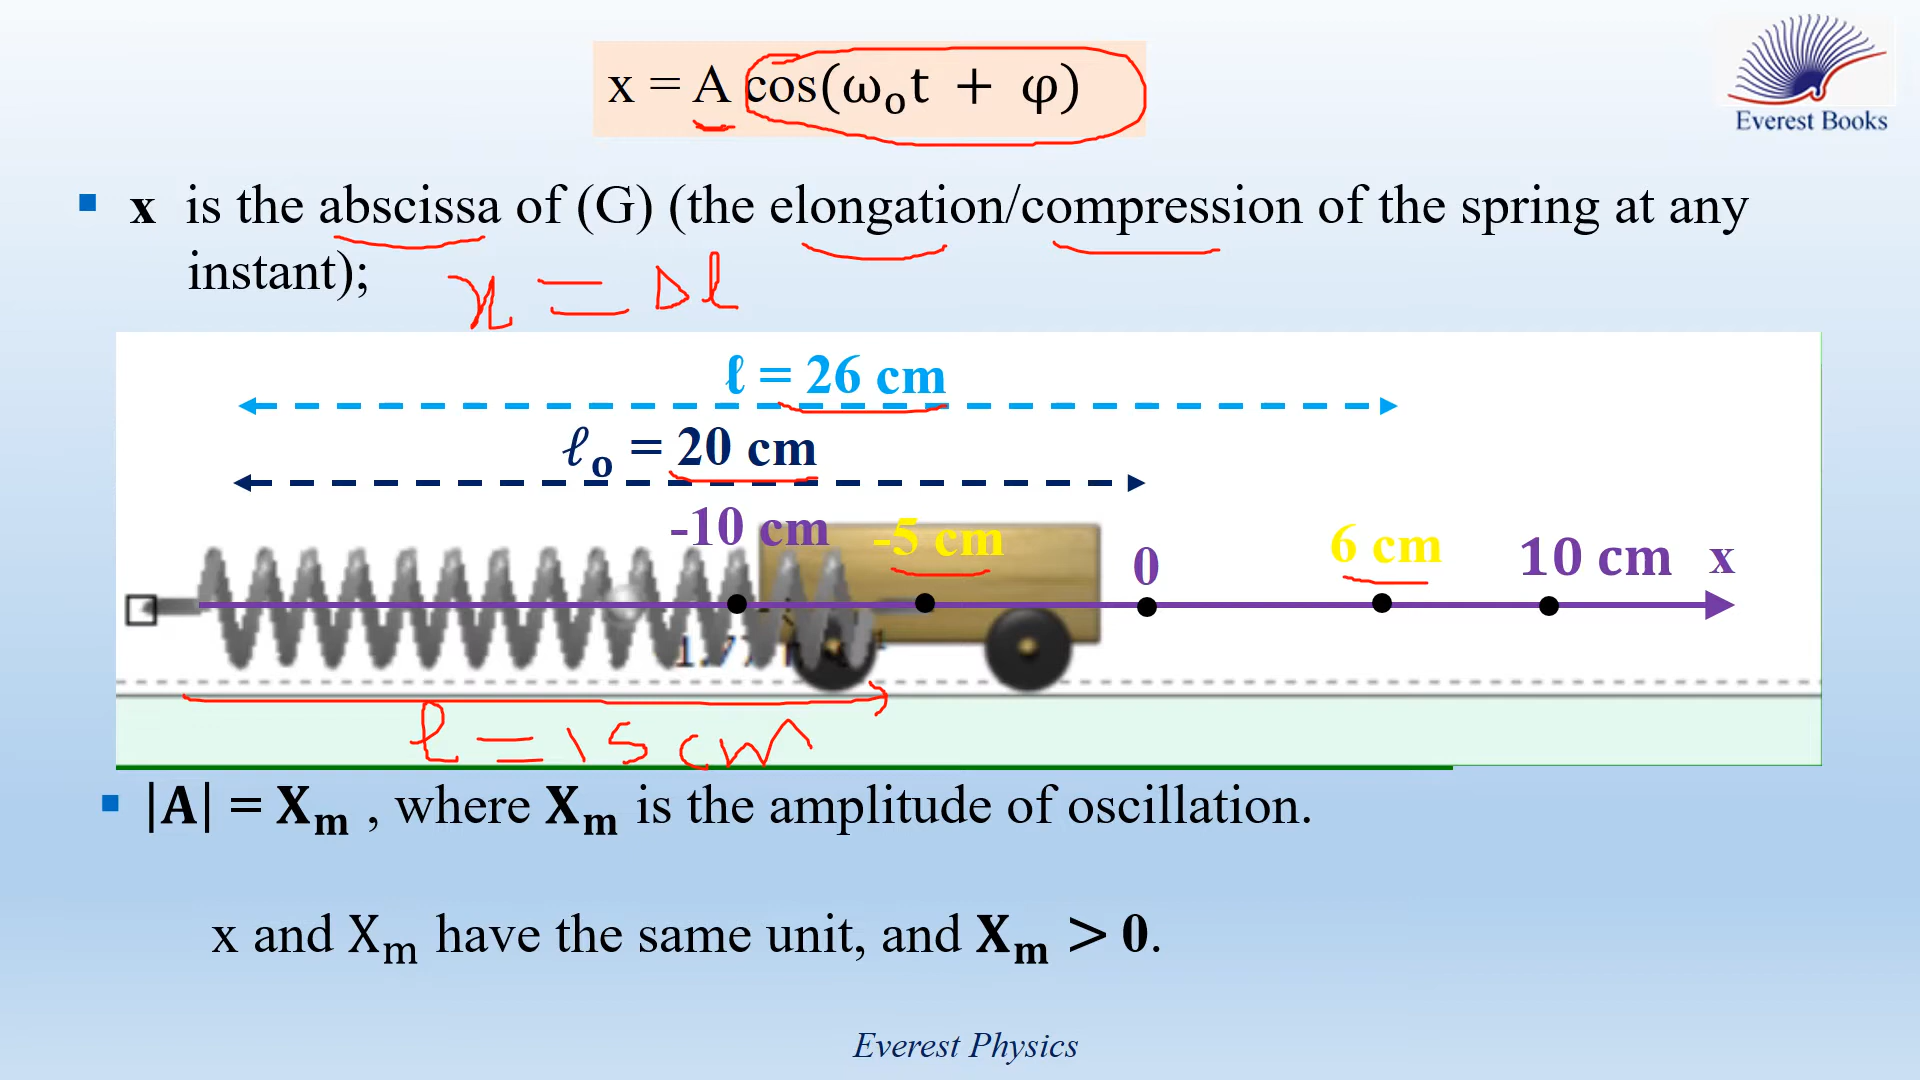 x = A cos(ω₀t + φ)
Everest Books
▪ x is the abscissa of (G) (the elongation/compression of the spring at any
instant);
x = Δl
ℓ = 26 cm
ℓ₀ = 20 cm
-10 cm -5 cm 0 6 cm 10 cm x
l = 15 cm
▪ |A| = Xₘ , where Xₘ is the amplitude of oscillation.
x and Xₘ have the same unit, and Xₘ > 0.
Everest Physics